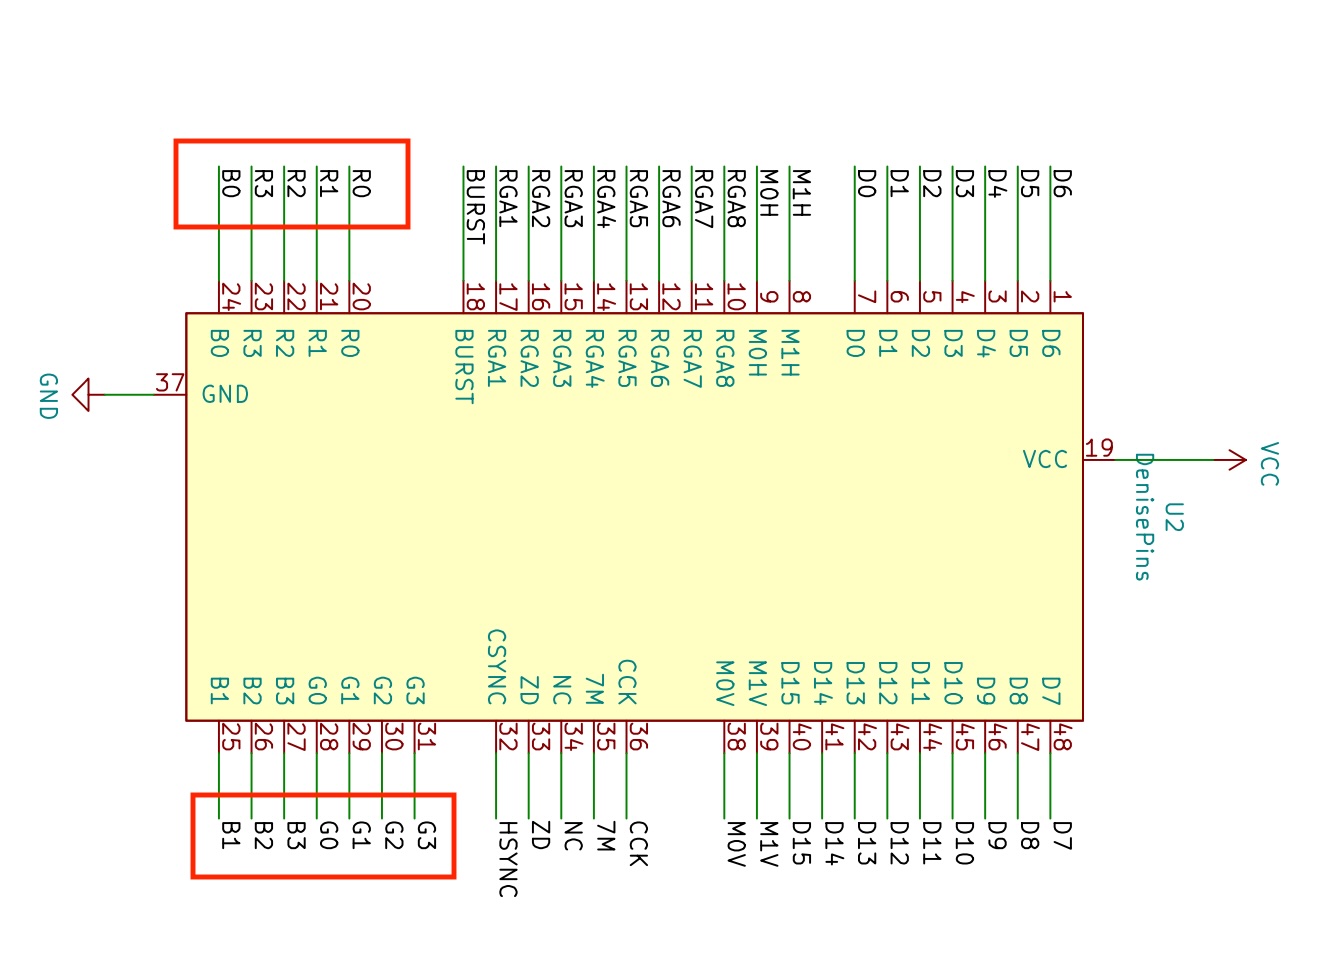 B0 R3 R2 R1 R0 BURST RGA1 RGA2 RGA3 RGA4 RGA5 RGA6 RGA7 RGA8 M0H M1H D0 D1 D2 D3 D4 D5 D6
24 23 22 21 20 18 17 16 15 14 13 12 11 10 9 8 7 6 5 4 3 2 1
B0 R3 R2 R1 R0 BURST RGA1 RGA2 RGA3 RGA4 RGA5 RGA6 RGA7 RGA8 M0H M1H D0 D1 D2 D3 D4 D5 D6
GND 37 GND
VCC 19 VCC
U2
DenisePins
B1 B2 B3 G0 G1 G2 G3 CSYNC ZD NC 7M CCK M0V M1V D15 D14 D13 D12 D11 D10 D9 D8 D7
25 26 27 28 29 30 31 32 33 34 35 36 38 39 40 41 42 43 44 45 46 47 48
B1 B2 B3 G0 G1 G2 G3 HSYNC ZD NC 7M CCK M0V M1V D15 D14 D13 D12 D11 D10 D9 D8 D7